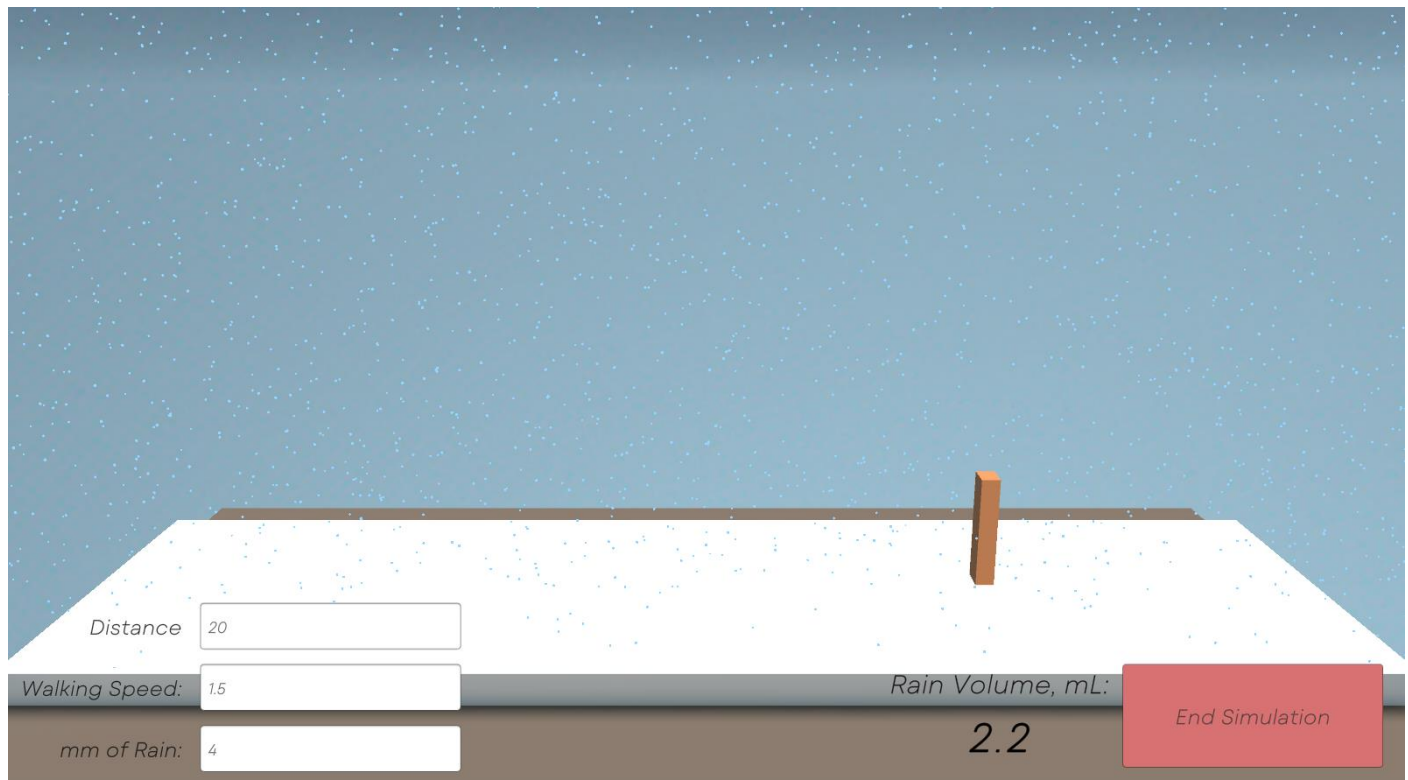 Distance
20
Walking Speed:
1.5
mm of Rain:
4
Rain Volume, mL:
2.2
End Simulation